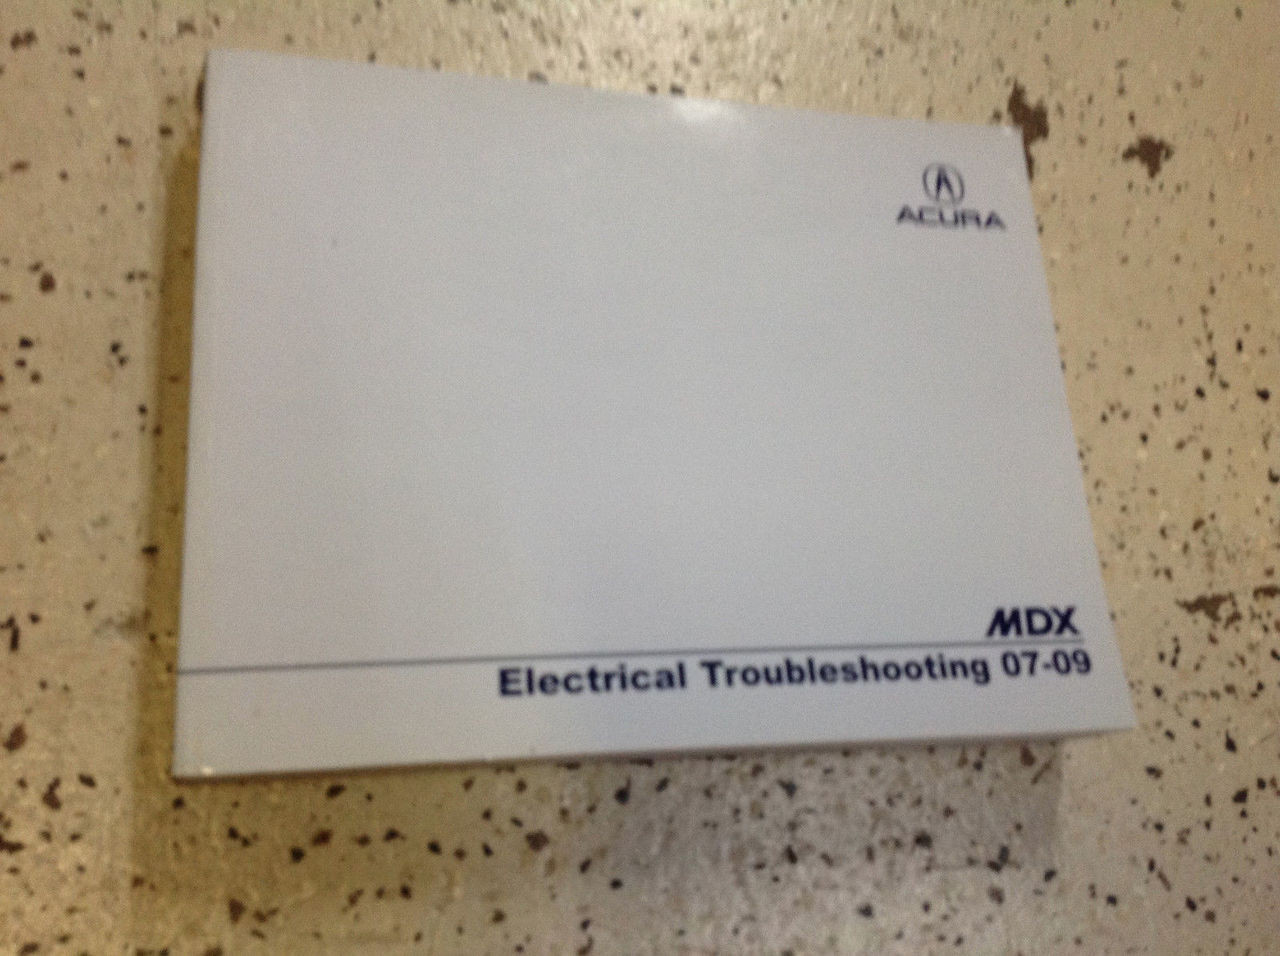 ACURA
MDX
Electrical Troubleshooting 07-09